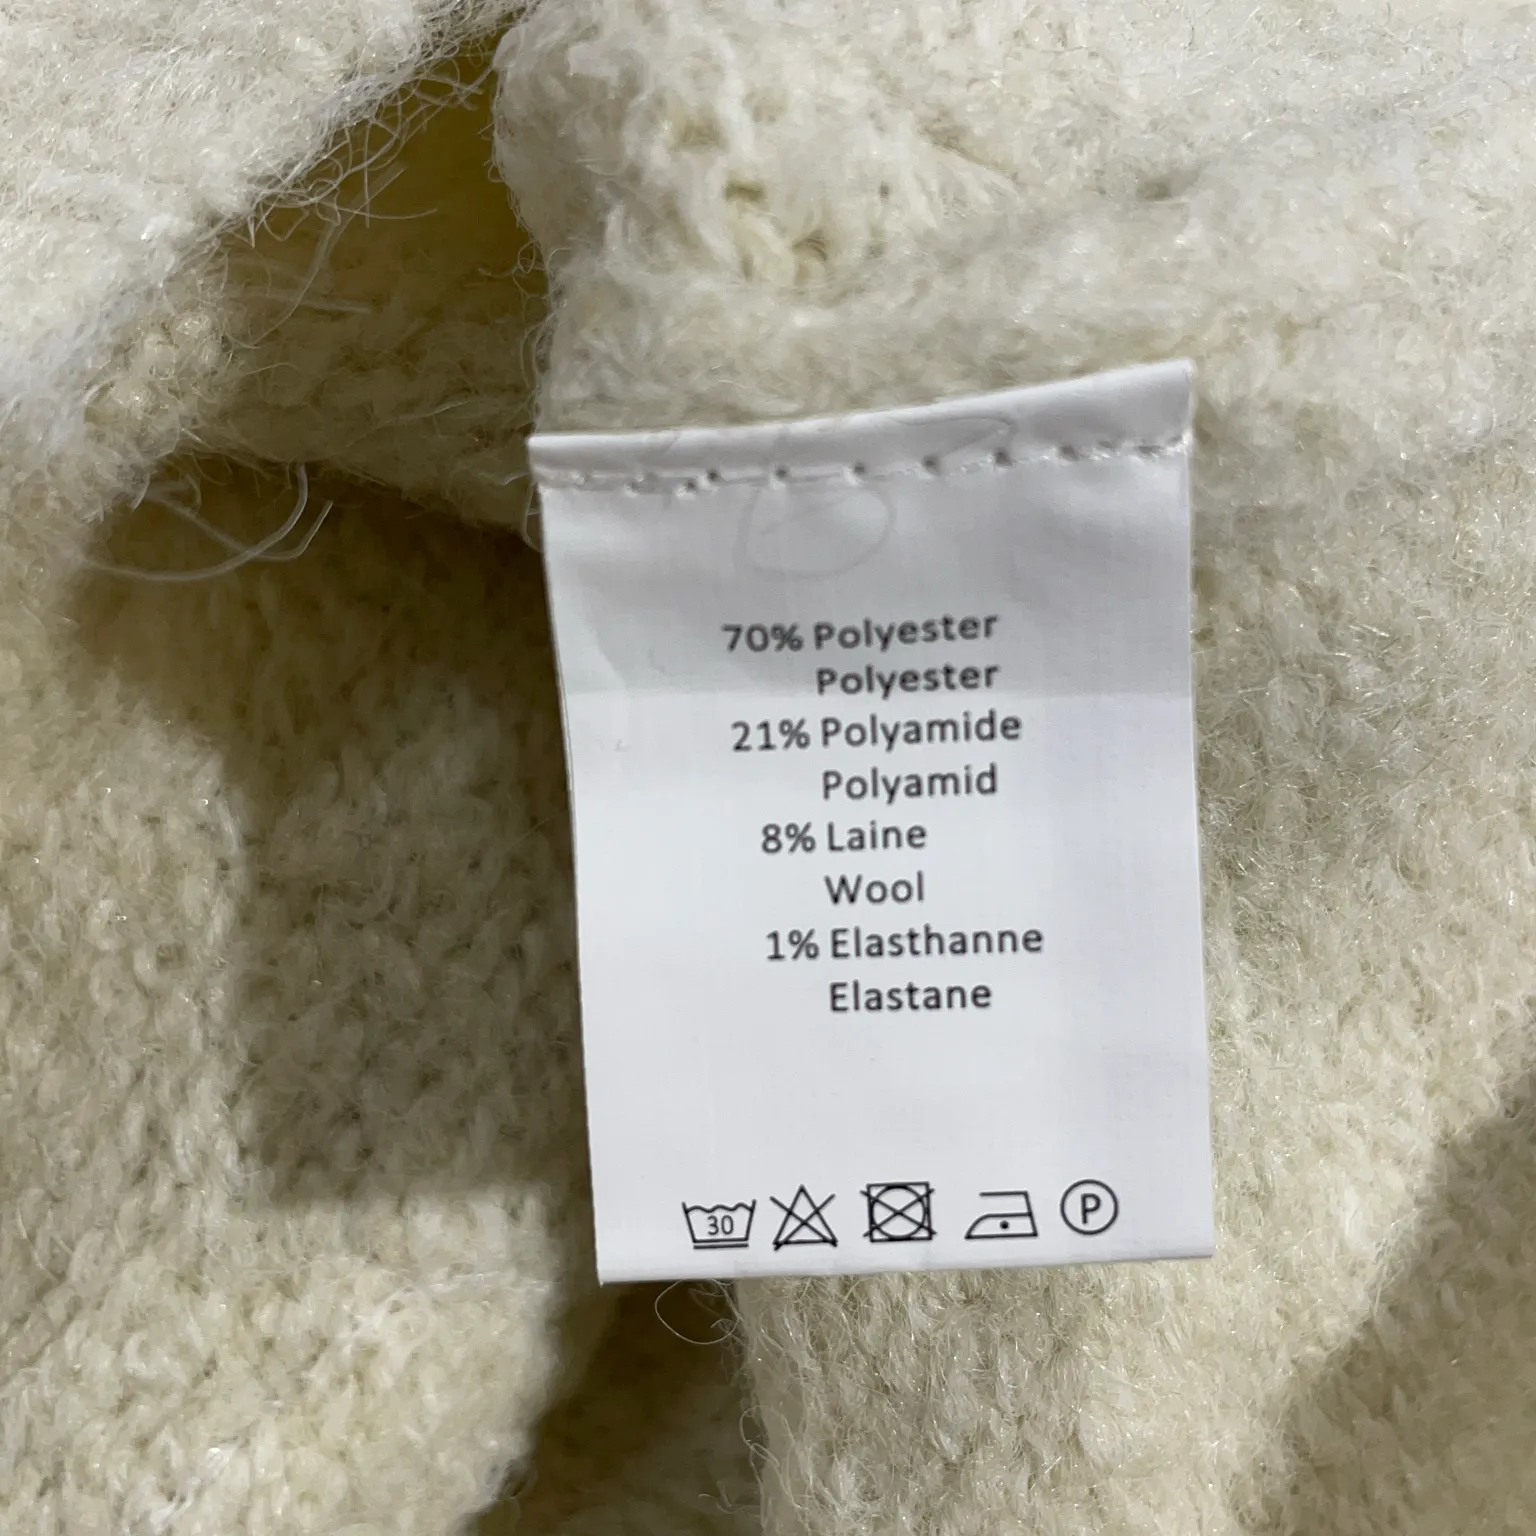 70% Polyester
Polyester
21% Polyamide
Polyamid
8% Laine
Wool
1% Elasthanne
Elastane
30 P